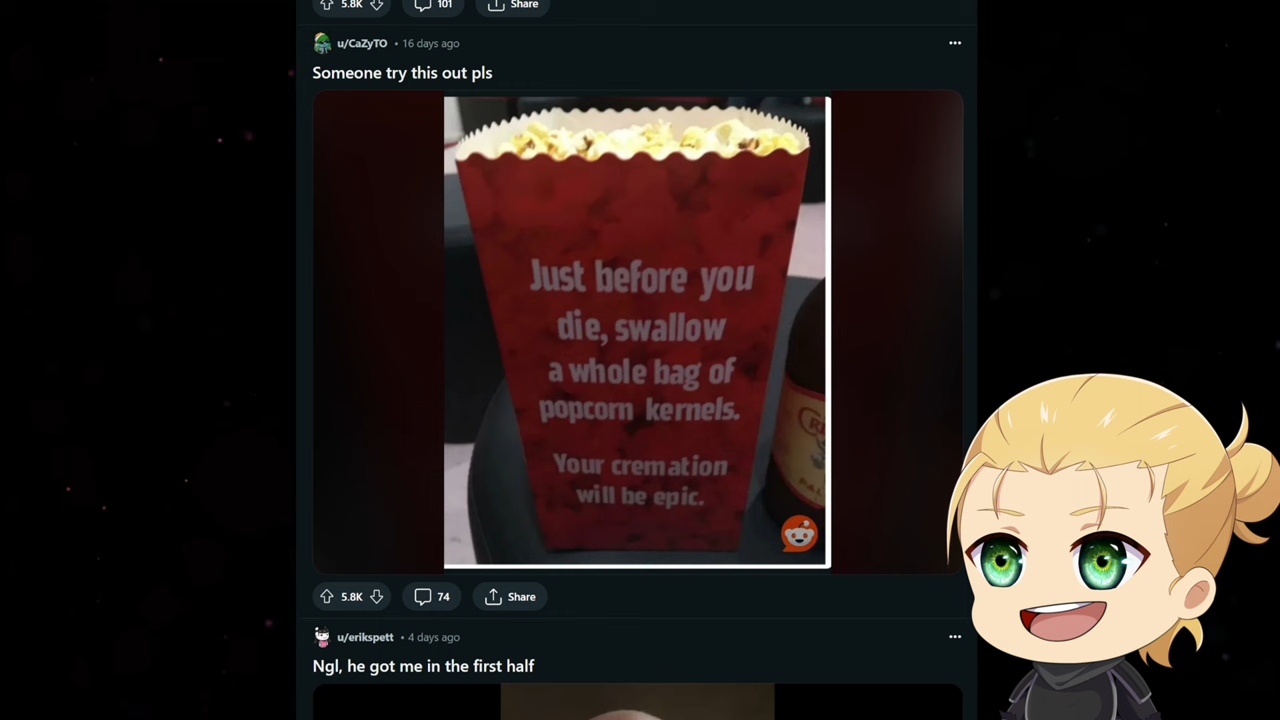 5.8K 101 Share
u/CaZyTO • 16 days ago
Someone try this out pls
Just before you
die, swallow
a whole bag of
popcorn kernels.
Your cremation
will be epic.
5.8K 74 Share
u/erikspett • 4 days ago
Ngl, he got me in the first half